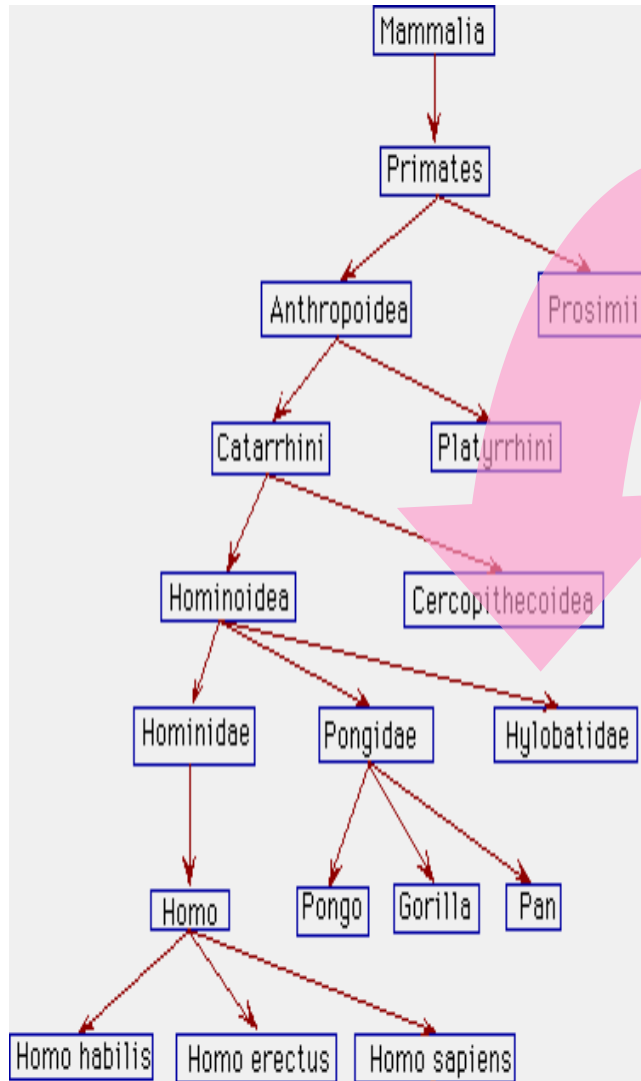 Mammalia
Primates
Anthropoidea
Prosimii
Catarrhini
Platyrrhini
Hominoidea
Cercopithecoidea
Hominidae
Pongidae
Hylobatidae
Homo
Pongo
Gorilla
Pan
Homo habilis
Homo erectus
Homo sapiens